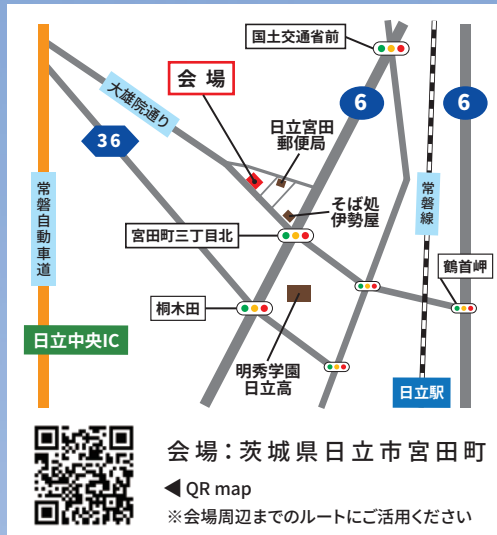 国土交通省前
会場
大雄院通り
6
6
36
日立宮田
郵便局
常磐自動車道
常磐線
そば処
伊勢屋
宮田町三丁目北
鶴首岬
桐木田
日立中央IC
明秀学園
日立高
日立駅
会場：茨城県日立市宮田町
◀ QR map
※会場周辺までのルートにご活用ください